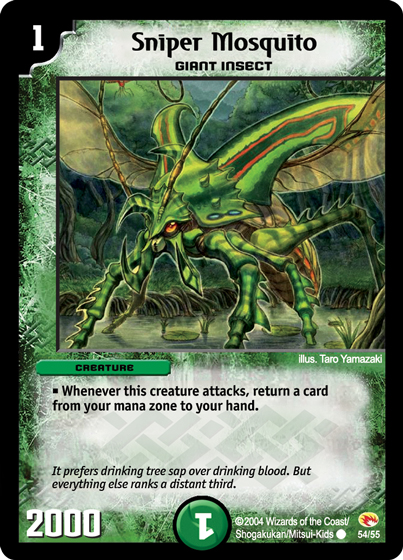 1
Sniper Mosquito
GIANT INSECT
illus. Taro Yamazaki
CREATURE
▪ Whenever this creature attacks, return a card
from your mana zone to your hand.
It prefers drinking tree sap over drinking blood. But
everything else ranks a distant third.
2000
1
©2004 Wizards of the Coast/
Shogakukan/Mitsui-Kids ● 54/55